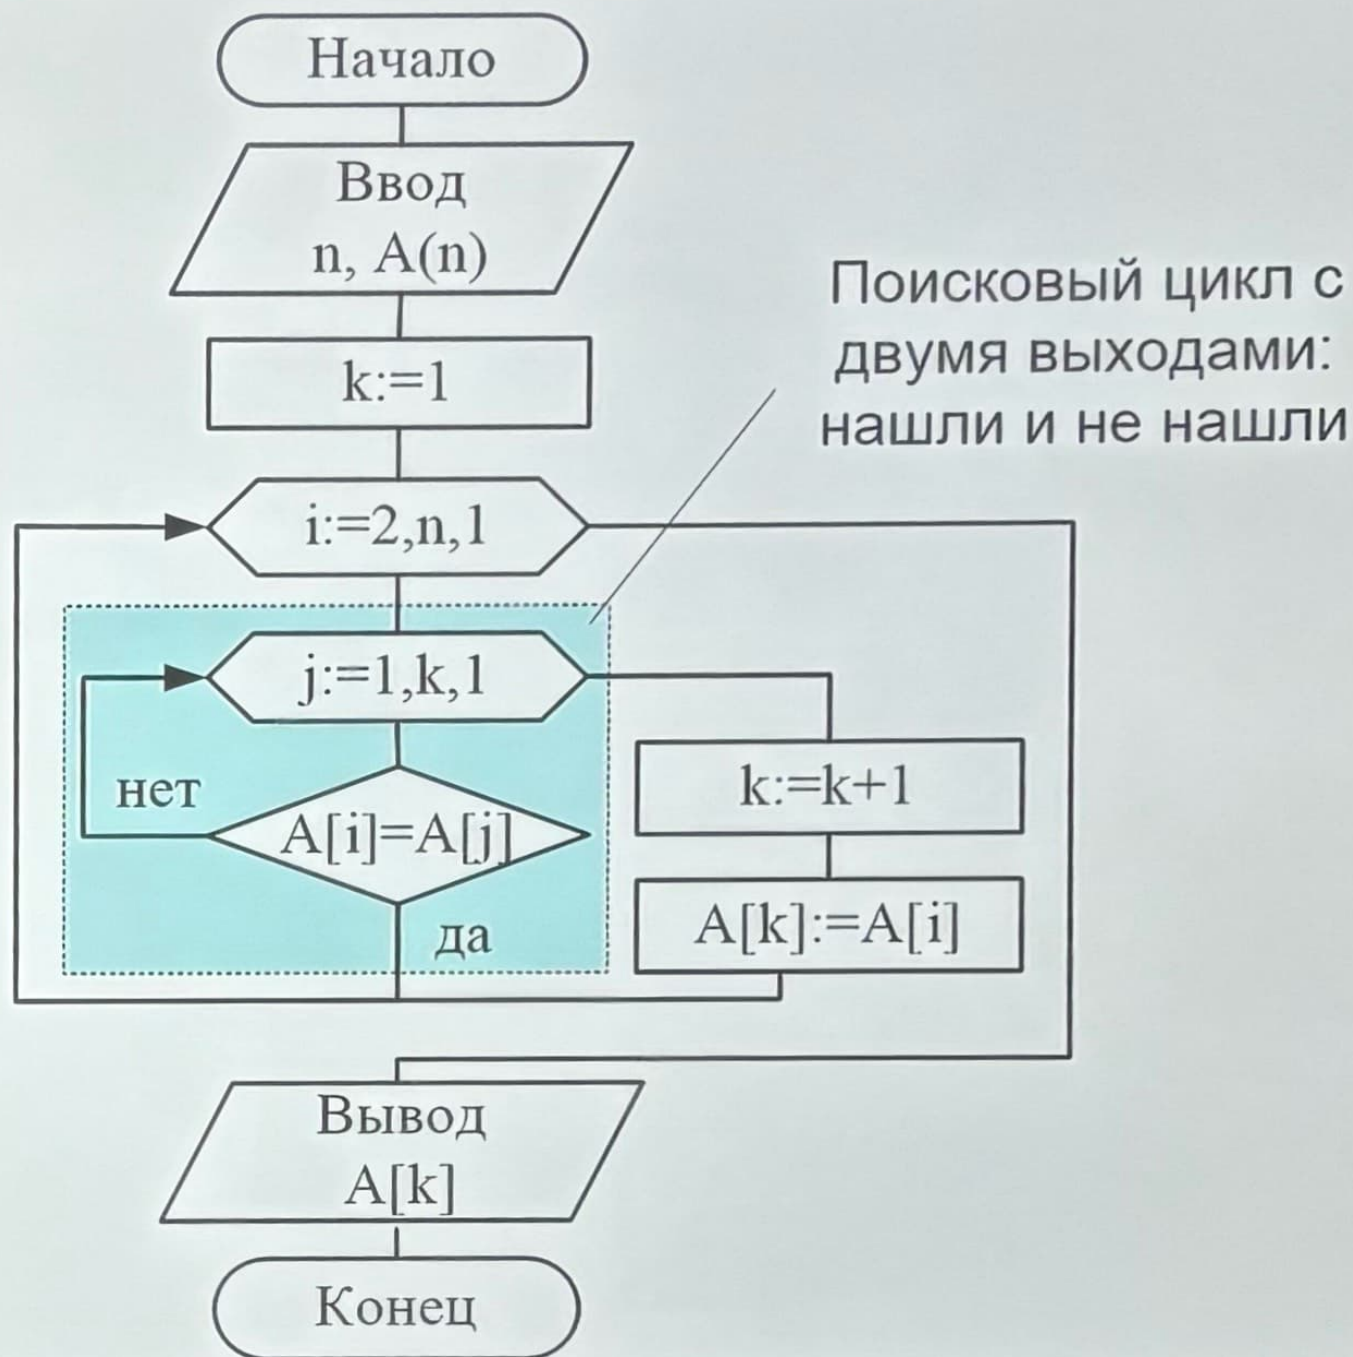 Начало
Ввод
n, A(n)
Поисковый цикл с
двумя выходами:
нашли и не нашли
k:=1
i:=2,n,1
j:=1,k,1
нет
A[i]=A[j]
да
k:=k+1
A[k]:=A[i]
Вывод
A[k]
Конец